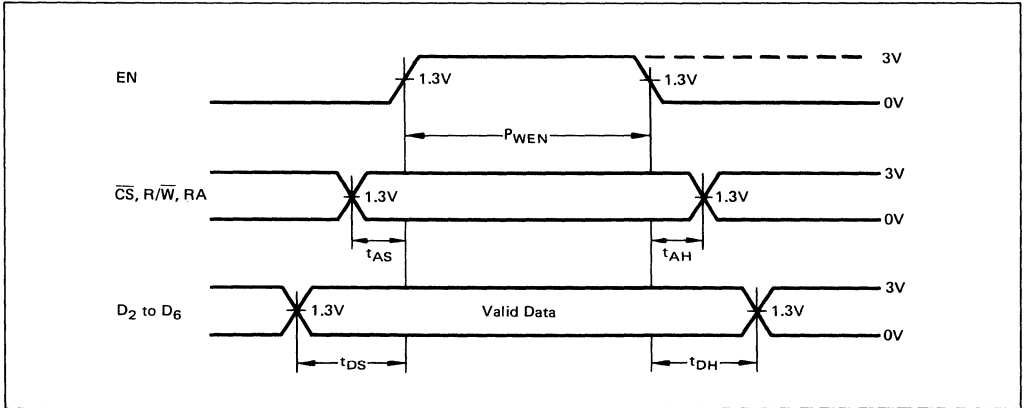 3V
EN
1.3V
1.3V
0V
PWEN
3V
CS, R/W, RA
1.3V
1.3V
0V
tAS
tAH
3V
D2 to D6
1.3V
Valid Data
1.3V
0V
tDS
tDH